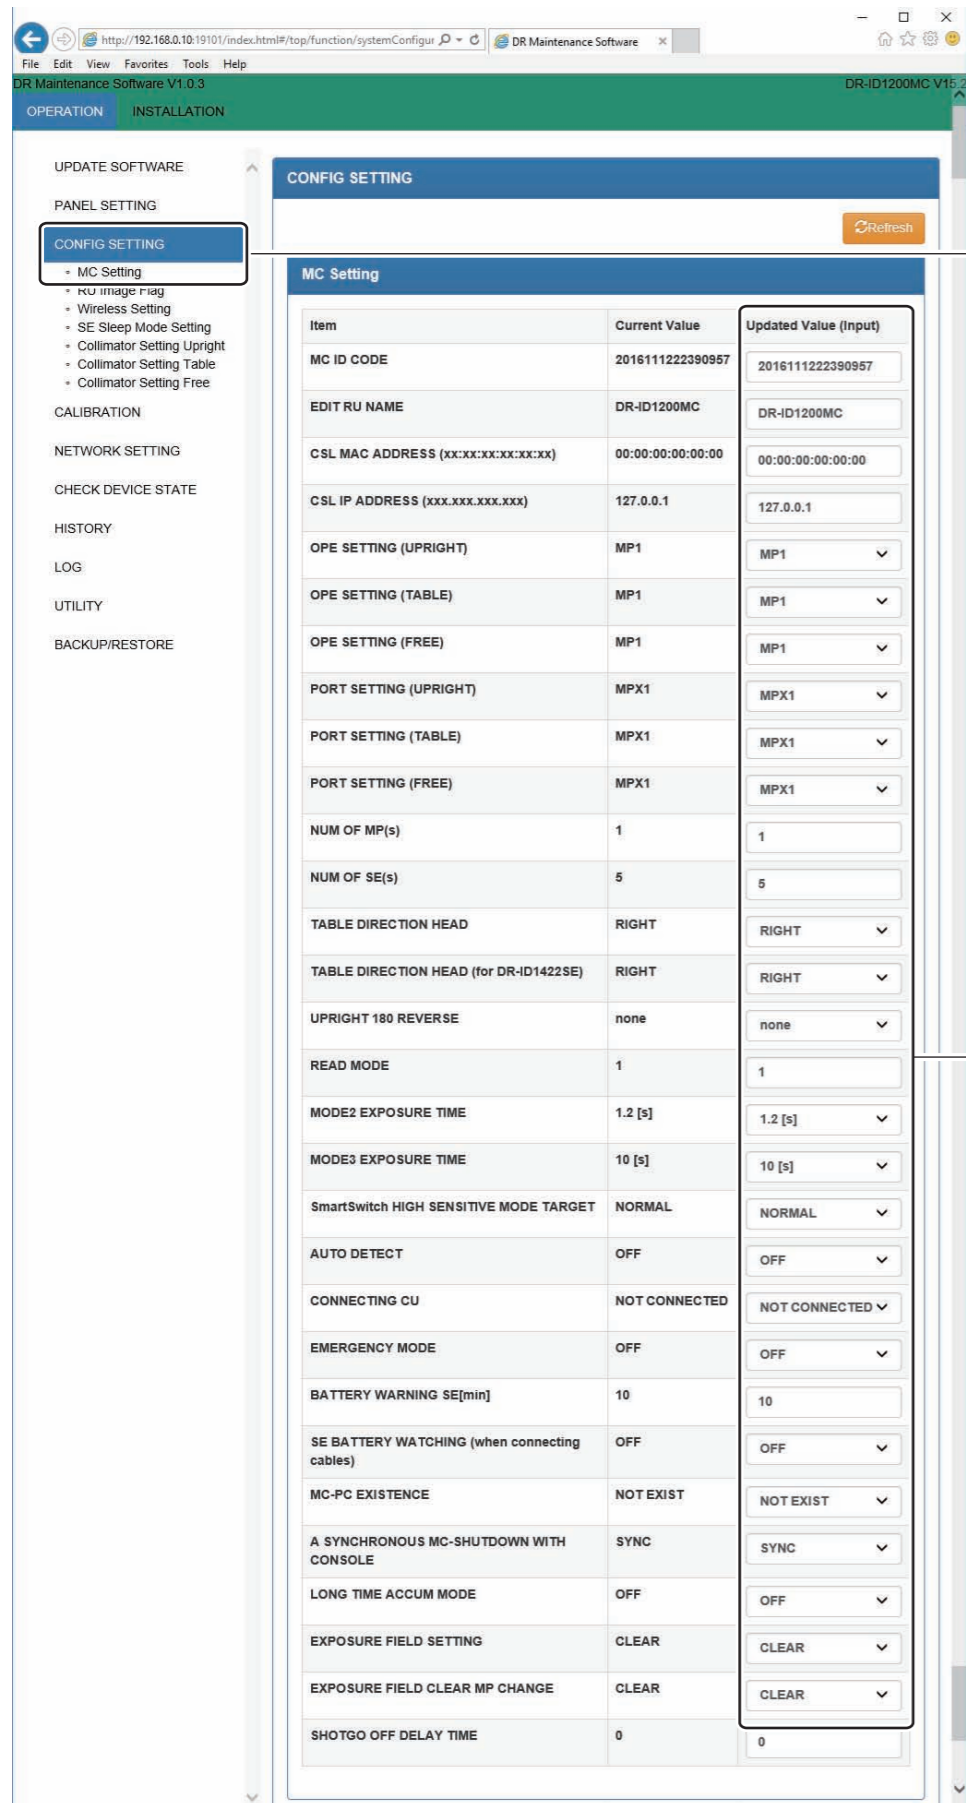 http://192.168.0.10:19101/index.html#/top/function/systemConfigur
DR Maintenance Software
File Edit View Favorites Tools Help
DR Maintenance Software V1.0.3
DR-ID1200MC V15.2
OPERATION INSTALLATION
UPDATE SOFTWARE
PANEL SETTING
CONFIG SETTING
MC Setting
RU Image Flag
Wireless Setting
SE Sleep Mode Setting
Collimator Setting Upright
Collimator Setting Table
Collimator Setting Free
CALIBRATION
NETWORK SETTING
CHECK DEVICE STATE
HISTORY
LOG
UTILITY
BACKUP/RESTORE
CONFIG SETTING
Refresh
MC Setting
Item Current Value Updated Value (Input)
MC ID CODE 2016111222390957 2016111222390957
EDIT RU NAME DR-ID1200MC DR-ID1200MC
CSL MAC ADDRESS (xx:xx:xx:xx:xx:xx) 00:00:00:00:00:00 00:00:00:00:00:00
CSL IP ADDRESS (xxx.xxx.xxx.xxx) 127.0.0.1 127.0.0.1
OPE SETTING (UPRIGHT) MP1 MP1
OPE SETTING (TABLE) MP1 MP1
OPE SETTING (FREE) MP1 MP1
PORT SETTING (UPRIGHT) MPX1 MPX1
PORT SETTING (TABLE) MPX1 MPX1
PORT SETTING (FREE) MPX1 MPX1
NUM OF MP(s) 1 1
NUM OF SE(s) 5 5
TABLE DIRECTION HEAD RIGHT RIGHT
TABLE DIRECTION HEAD (for DR-ID1422SE) RIGHT RIGHT
UPRIGHT 180 REVERSE none none
READ MODE 1 1
MODE2 EXPOSURE TIME 1.2 [s] 1.2 [s]
MODE3 EXPOSURE TIME 10 [s] 10 [s]
SmartSwitch HIGH SENSITIVE MODE TARGET NORMAL NORMAL
AUTO DETECT OFF OFF
CONNECTING CU NOT CONNECTED NOT CONNECTED
EMERGENCY MODE OFF OFF
BATTERY WARNING SE[min] 10 10
SE BATTERY WATCHING (when connecting OFF OFF
cables)
MC-PC EXISTENCE NOT EXIST NOT EXIST
A SYNCHRONOUS MC-SHUTDOWN WITH SYNC SYNC
CONSOLE
LONG TIME ACCUM MODE OFF OFF
EXPOSURE FIELD SETTING CLEAR CLEAR
EXPOSURE FIELD CLEAR MP CHANGE CLEAR CLEAR
SHOTGO OFF DELAY TIME 0 0